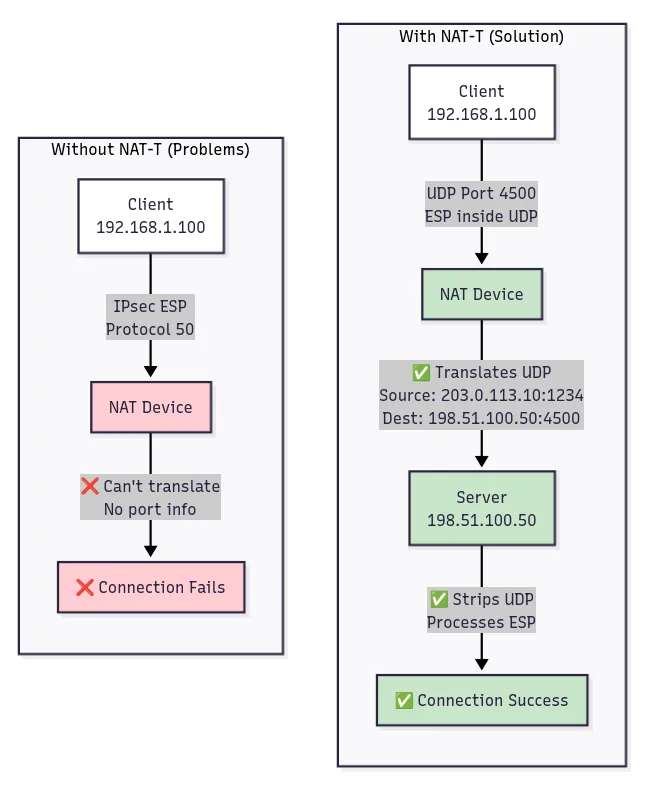 Without NAT-T (Problems)
Client
192.168.1.100
IPsec ESP
Protocol 50
NAT Device
❌ Can't translate
No port info
❌ Connection Fails
With NAT-T (Solution)
Client
192.168.1.100
UDP Port 4500
ESP inside UDP
NAT Device
✅ Translates UDP
Source: 203.0.113.10:1234
Dest: 198.51.100.50:4500
Server
198.51.100.50
✅ Strips UDP
Processes ESP
✅ Connection Success